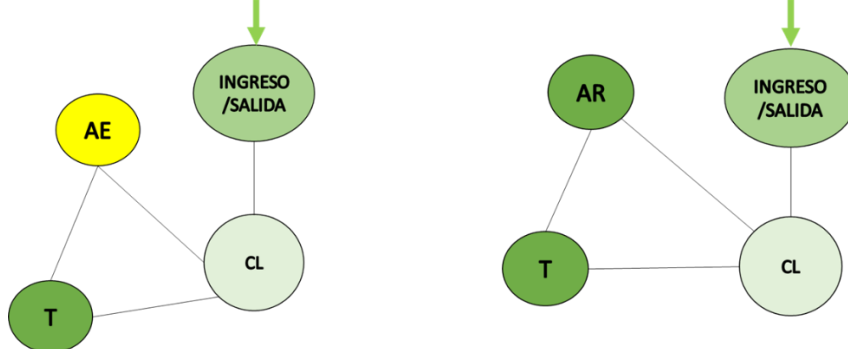 INGRESO
/SALIDA
AE
CL
T
INGRESO
/SALIDA
AR
T
CL